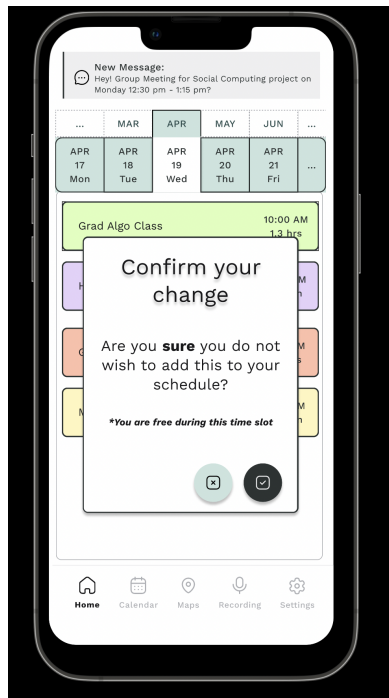 New Message:
Hey! Group Meeting for Social Computing project on
Monday 12:30 pm - 1:15 pm?
... MAR APR MAY JUN ...
APR APR APR APR APR
17 18 19 20 21 ...
Mon Tue Wed Thu Fri
10:00 AM
Grad Algo Class
1.3 hrs
Confirm your
change
Are you sure you do not
wish to add this to your
schedule?
*You are free during this time slot
Home Calendar Maps Recording Settings